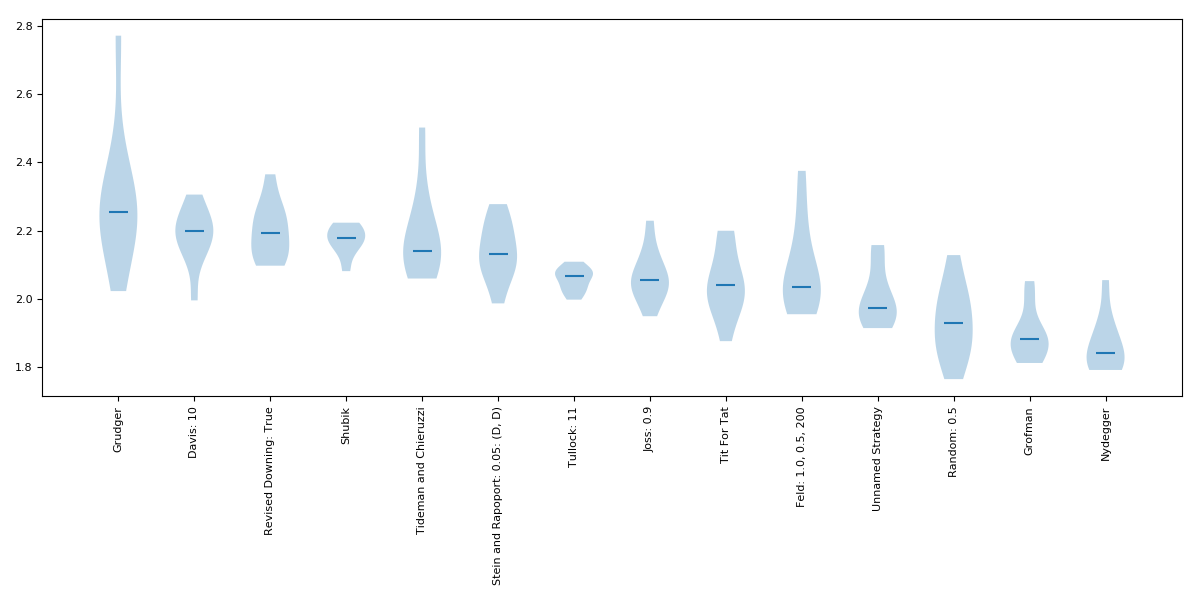 2.8
2.6
2.4
2.2
2.0
1.8
Grudger
Davis: 10
Revised Downing: True
Shubik
Tideman and Chieruzzi
Stein and Rapoport: 0.05: (D, D)
Tullock: 11
Joss: 0.9
Tit For Tat
Feld: 1.0, 0.5, 200
Unnamed Strategy
Random: 0.5
Grofman
Nydegger